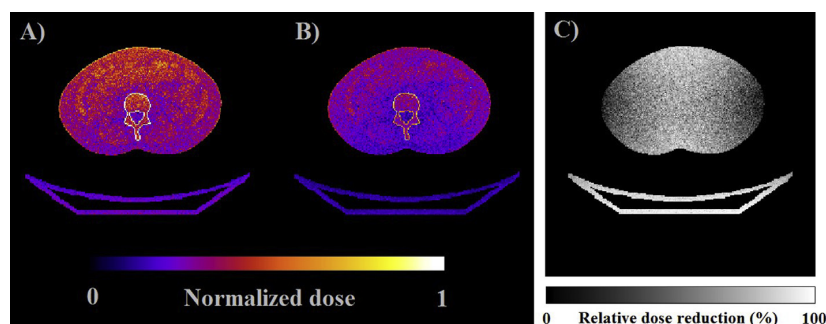 A)
B)
C)
0 Normalized dose 1
0 Relative dose reduction (%) 100